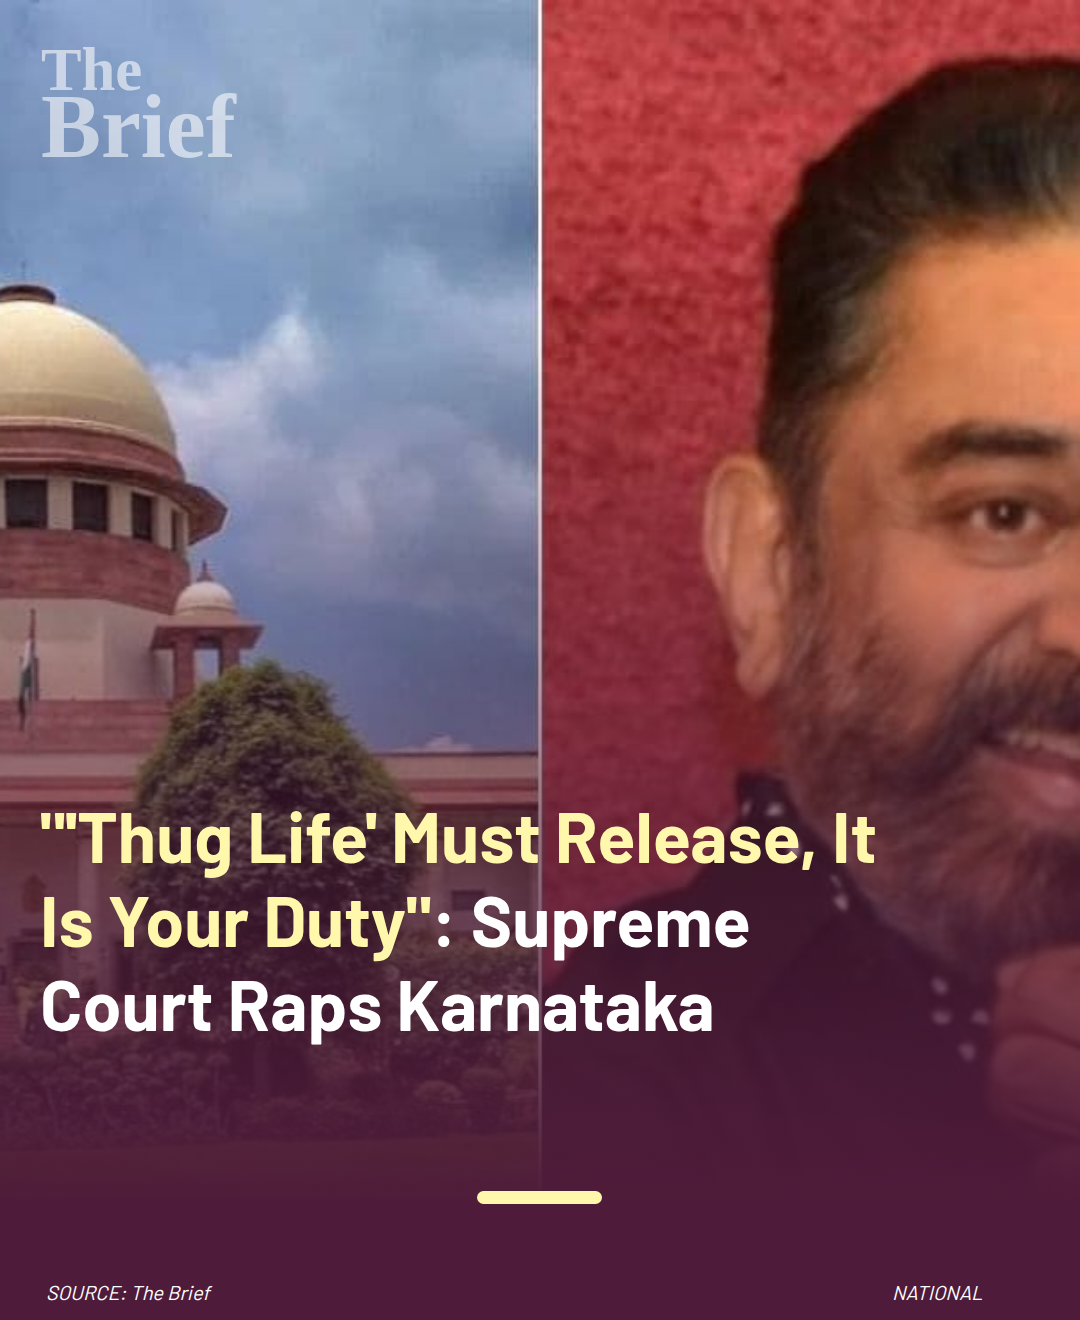 The
Brief
"'Thug Life' Must Release, It
Is Your Duty": Supreme
Court Raps Karnataka
SOURCE: The Brief
NATIONAL